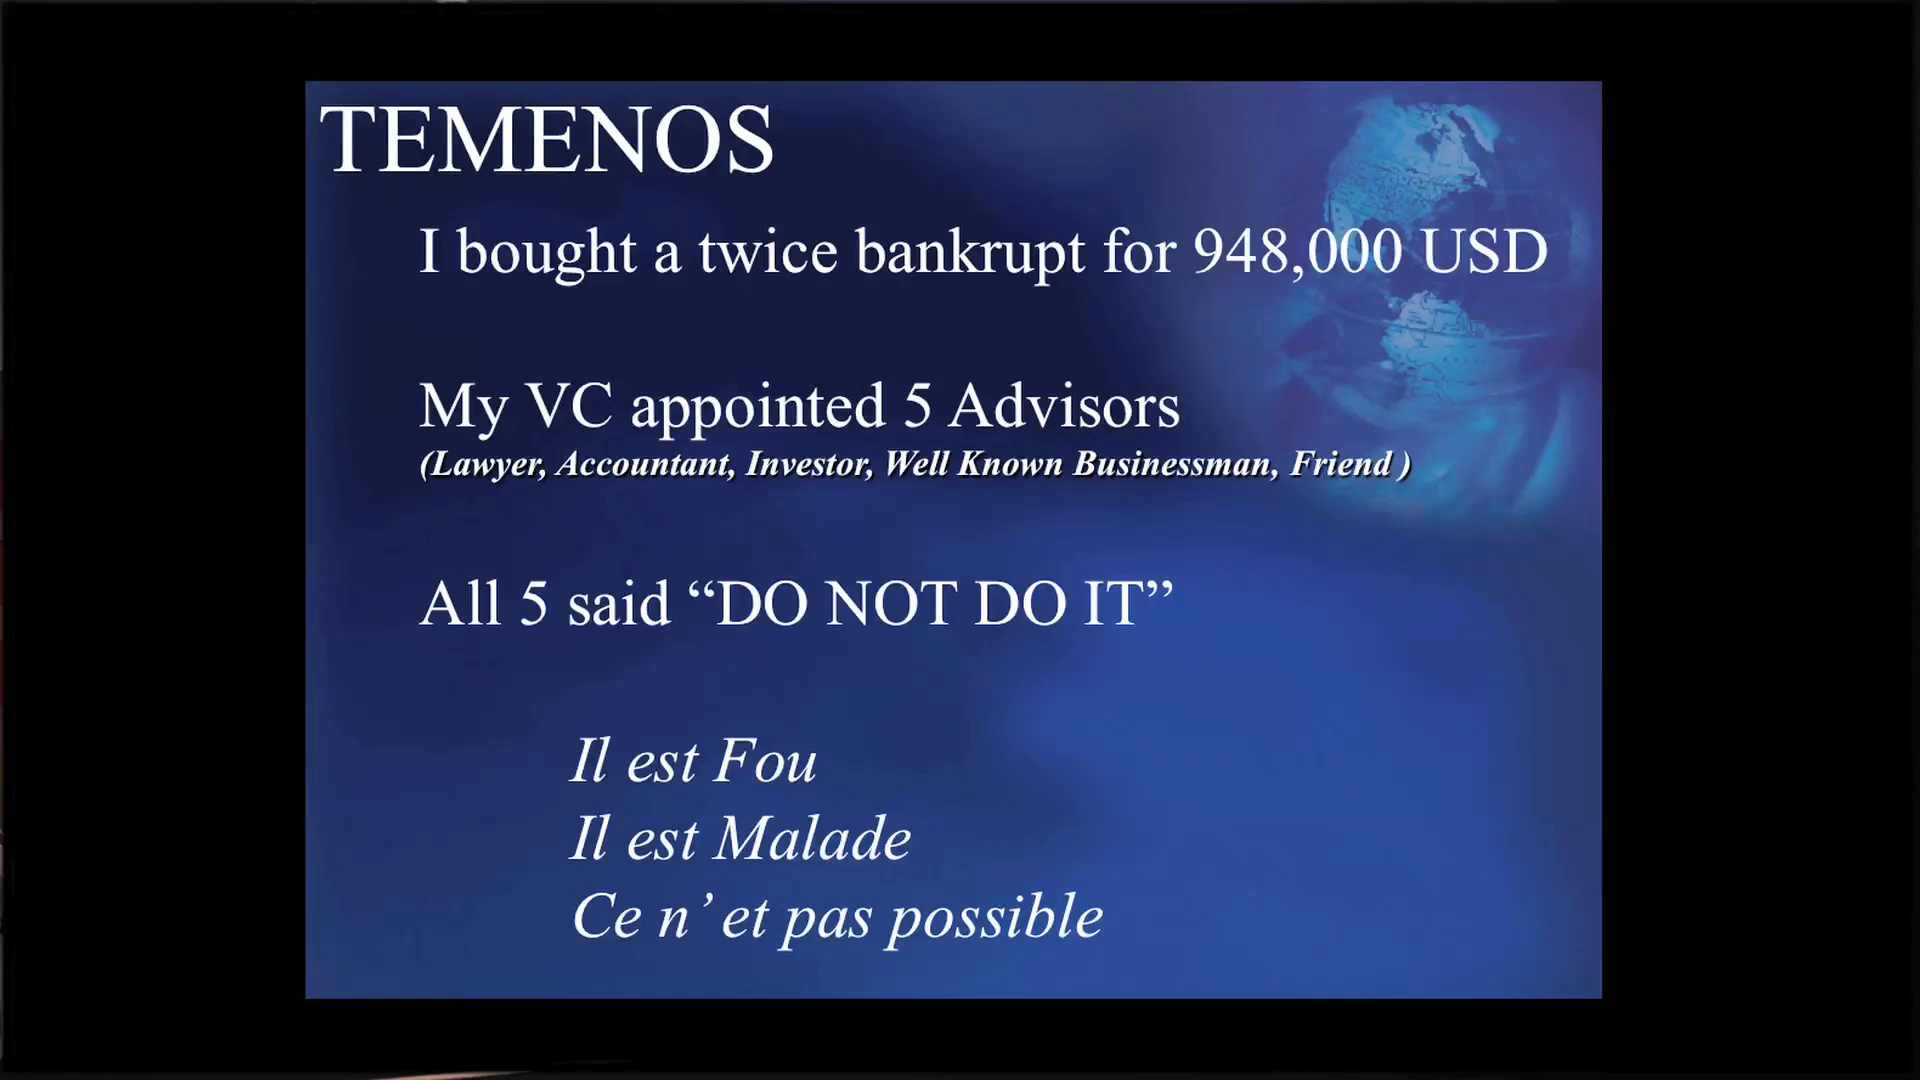 TEMENOS
I bought a twice bankrupt for 948,000 USD
My VC appointed 5 Advisors
(Lawyer, Accountant, Investor, Well Known Businessman, Friend )
All 5 said “DO NOT DO IT”
Il est Fou
Il est Malade
Ce n’ et pas possible